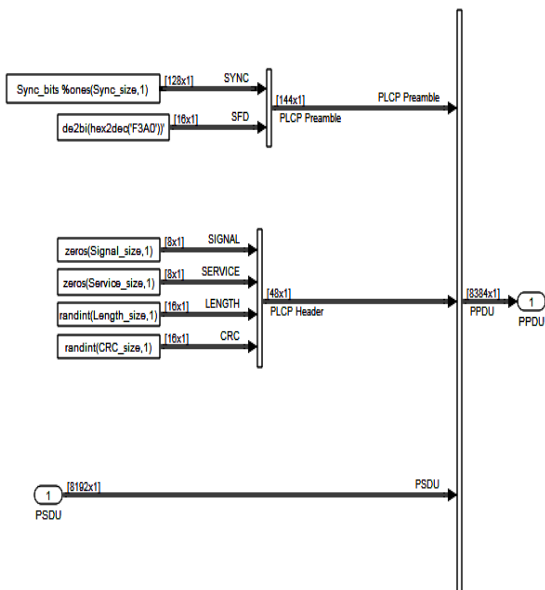 [128x1] SYNC
Sync_bits %ones(Sync_size,1)
[144x1] PLCP Preamble
PLCP Preamble
[16x1] SFD
de2bi(hex2dec('F3A0'))'
[8x1] SIGNAL
zeros(Signal_size,1)
[8x1] SERVICE
zeros(Service_size,1)
[48x1]
PLCP Header
[16x1] LENGTH
randint(Length_size,1)
[16x1] CRC
randint(CRC_size,1)
[8384x1]
PPDU
1
PPDU
[8192x1] PSDU
1
PSDU